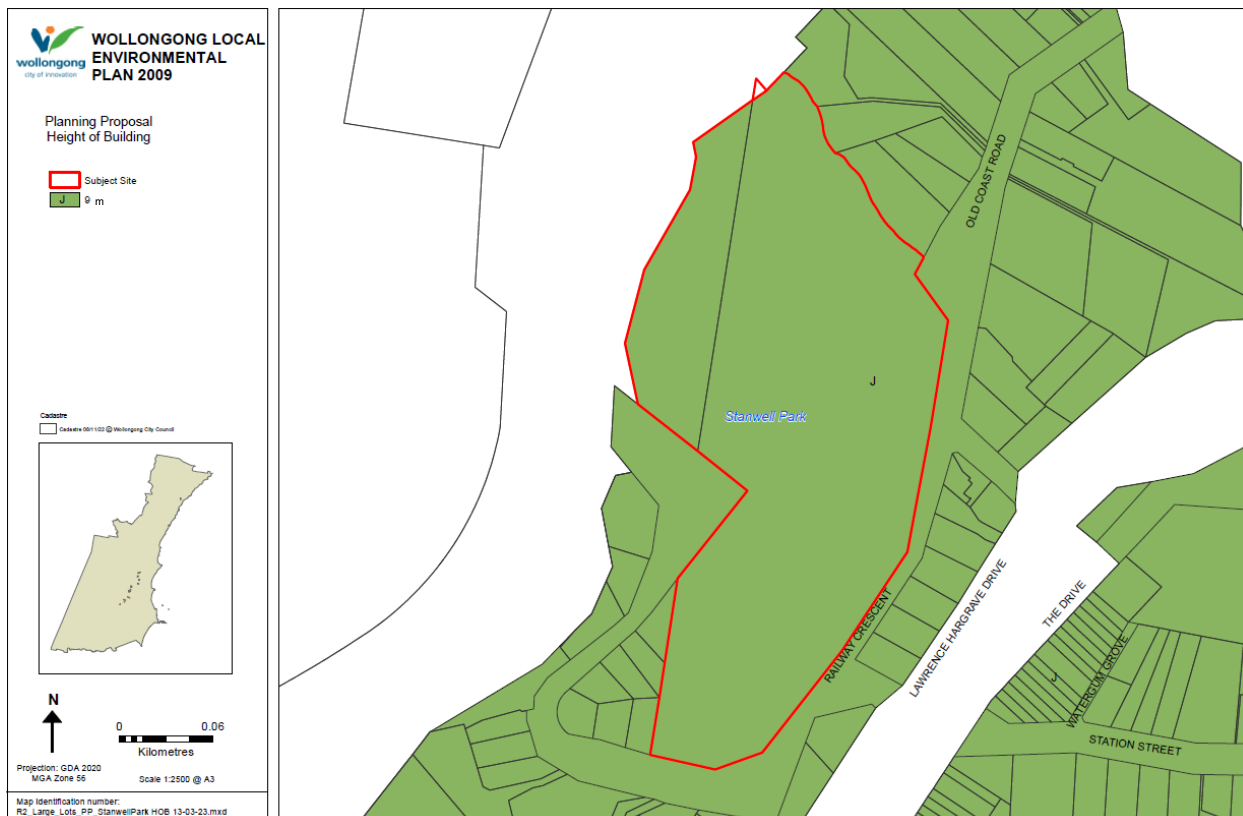 wollongong
city of innovation
WOLLONGONG LOCAL
ENVIRONMENTAL
PLAN 2009
Planning Proposal
Height of Building
Subject Site
J 9 m
Cadastre
Cadastre 08/11/22 © Wollongong City Council
N
0 0.06
Kilometres
Projection: GDA 2020
MGA Zone 56
Scale 1:2500 @ A3
Map Identification number:
R2_Large_Lots_PP_StanwellPark HOB 13-03-23.mxd
OLD COAST ROAD
J
Stanwell Park
RAILWAY CRESCENT
LAWRENCE HARGRAVE DRIVE
THE DRIVE
J
WATERGUM GROVE
STATION STREET